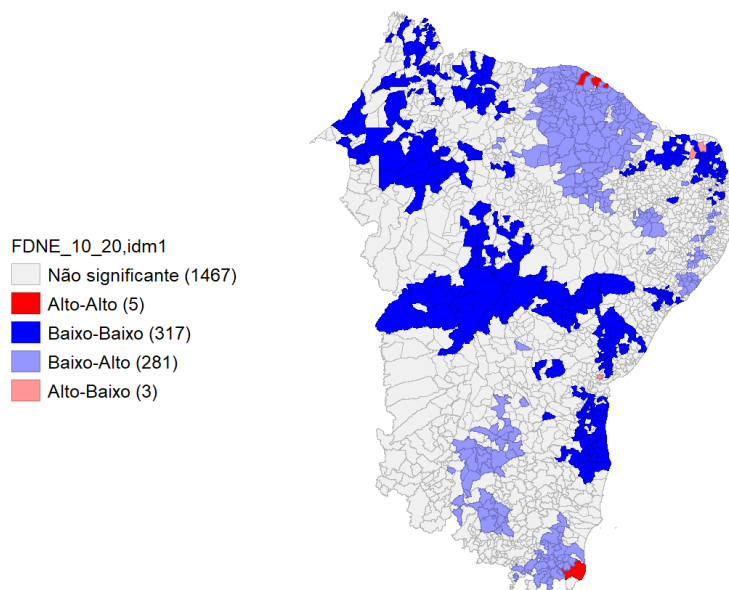 FDNE_10_20,idm1
Não significante (1467)
Alto-Alto (5)
Baixo-Baixo (317)
Baixo-Alto (281)
Alto-Baixo (3)